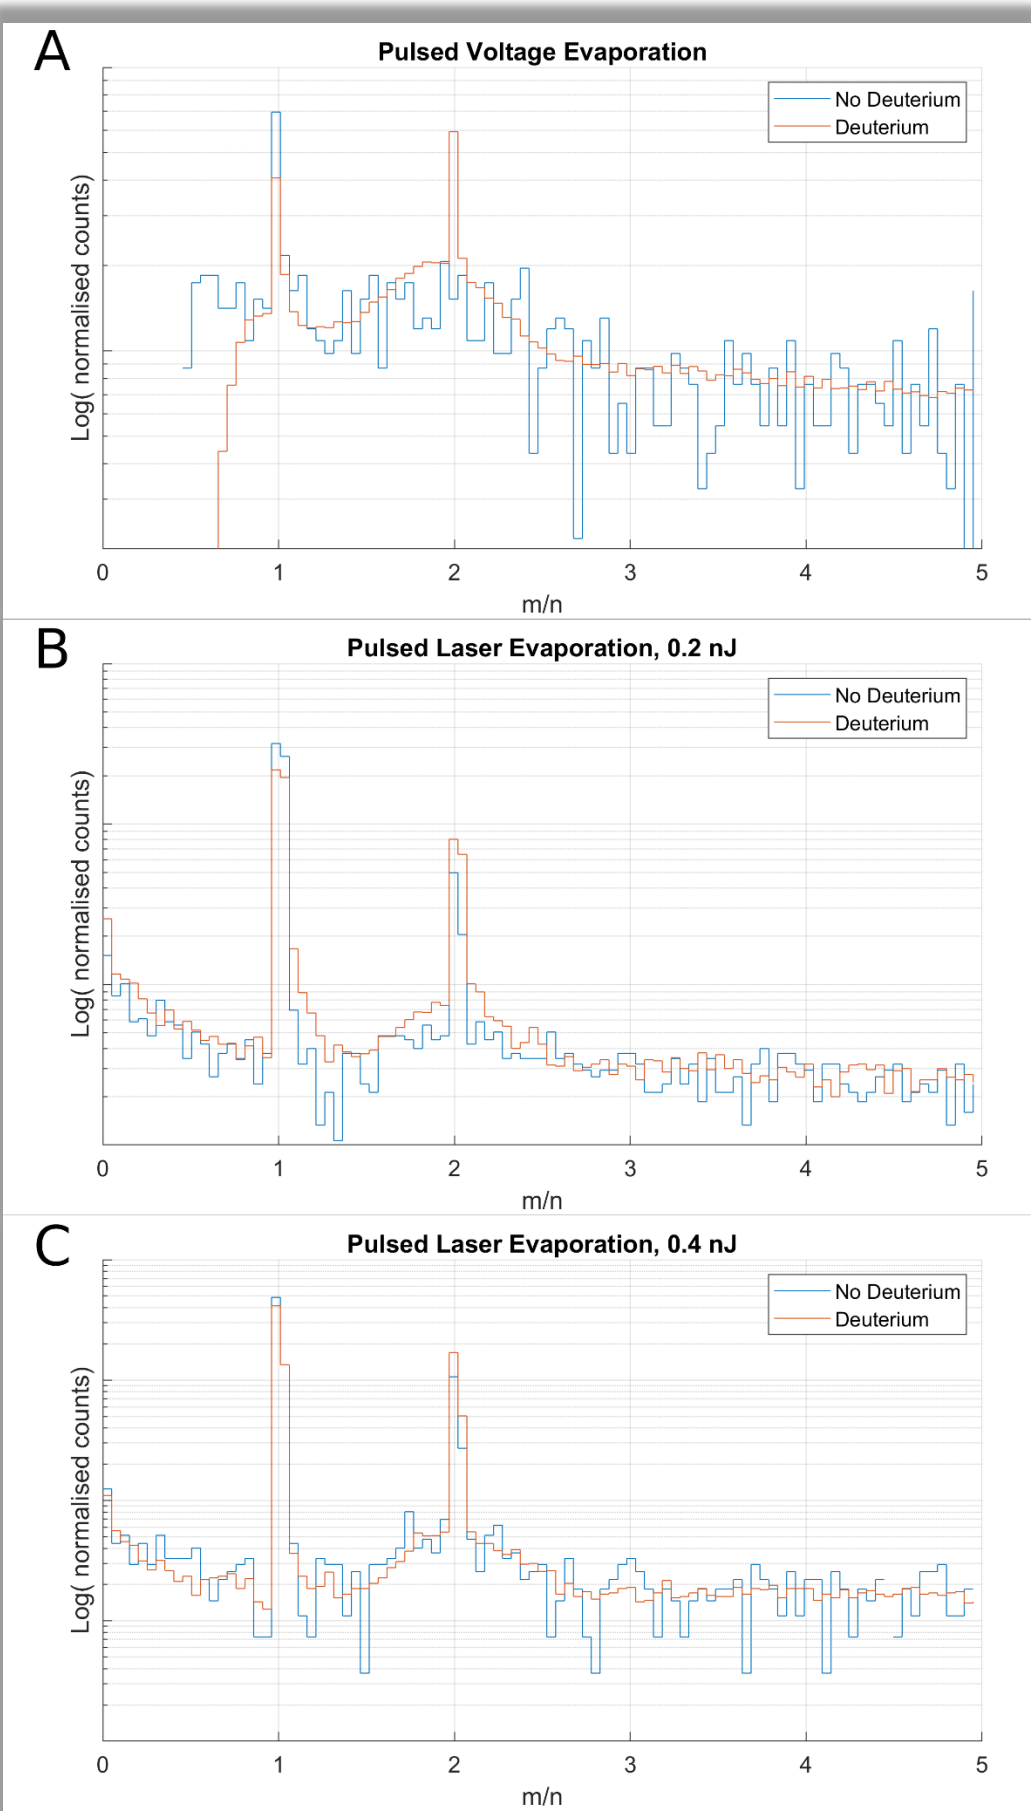 A
Pulsed Voltage Evaporation
No Deuterium
Deuterium
Log( normalised counts)
0 1 2 3 4 5
m/n
B
Pulsed Laser Evaporation, 0.2 nJ
No Deuterium
Deuterium
Log( normalised counts)
0 1 2 3 4 5
m/n
C
Pulsed Laser Evaporation, 0.4 nJ
No Deuterium
Deuterium
Log( normalised counts)
0 1 2 3 4 5
m/n